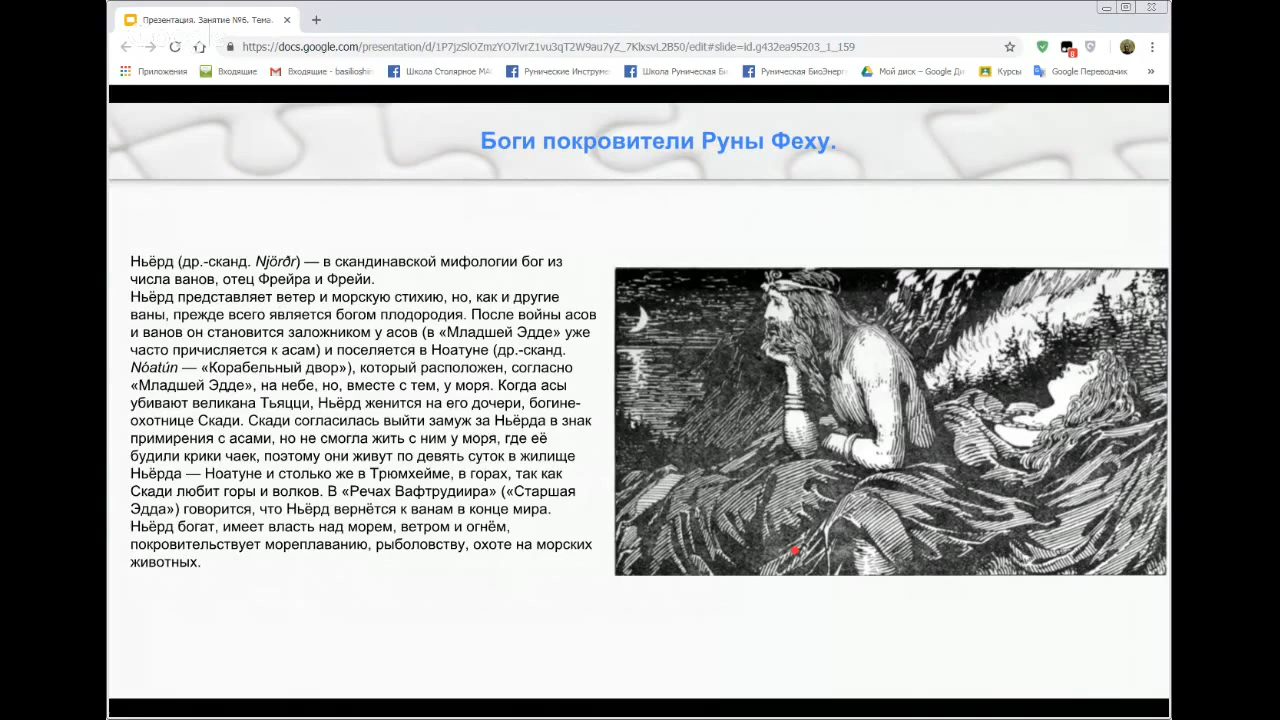 Презентация. Занятие №6. Тема.
https://docs.google.com/presentation/d/1P7jzSlOZmzYO7lvrZ1vu3qT2W9au7yZ_7KlxsvL2B50/edit#slide=id.g432ea95203_1_159
8
Приложения Входящие Входящие - basilioshin Школа Столярное МА Рунические Инструме Школа Руническая Би Руническая БиоЭнерг Мой диск – Google Ди Курсы Google Переводчик »
Боги покровители Руны Феху.
Ньёрд (др.-сканд. Njörðr) — в скандинавской мифологии бог из
числа ванов, отец Фрейра и Фрейи.
Ньёрд представляет ветер и морскую стихию, но, как и другие
ваны, прежде всего является богом плодородия. После войны асов
и ванов он становится заложником у асов (в «Младшей Эдде» уже
часто причисляется к асам) и поселяется в Ноатуне (др.-сканд.
Nóatún — «Корабельный двор»), который расположен, согласно
«Младшей Эдде», на небе, но, вместе с тем, у моря. Когда асы
убивают великана Тьяцци, Ньёрд женится на его дочери, богине-
охотнице Скади. Скади согласилась выйти замуж за Ньёрда в знак
примирения с асами, но не смогла жить с ним у моря, где её
будили крики чаек, поэтому они живут по девять суток в жилище
Ньёрда — Ноатуне и столько же в Трюмхейме, в горах, так как
Скади любит горы и волков. В «Речах Вафтрудиира» («Старшая
Эдда») говорится, что Ньёрд вернётся к ванам в конце мира.
Ньёрд богат, имеет власть над морем, ветром и огнём,
покровительствует мореплаванию, рыболовству, охоте на морских
животных.